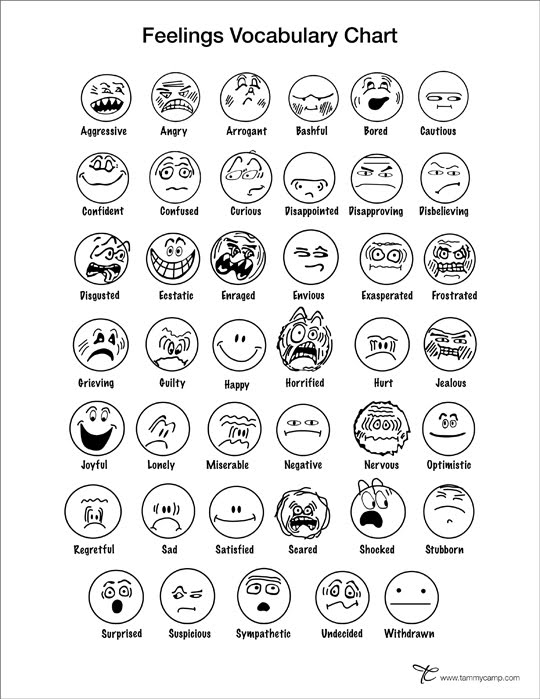 Feelings Vocabulary Chart
Aggressive Angry Arrogant Bashful Bored Cautious
Confident Confused Curious Disappointed Disapproving Disbelieving
Disgusted Ecstatic Enraged Envious Exasperated Frostrated
Grieving Guilty Happy Horrified Hurt Jealous
Joyful Lonely Miserable Negative Nervous Optimistic
Regretful Sad Satisfied Scared Shocked Stubborn
Surprised Suspicious Sympathetic Undecided Withdrawn
www.tammycamp.com